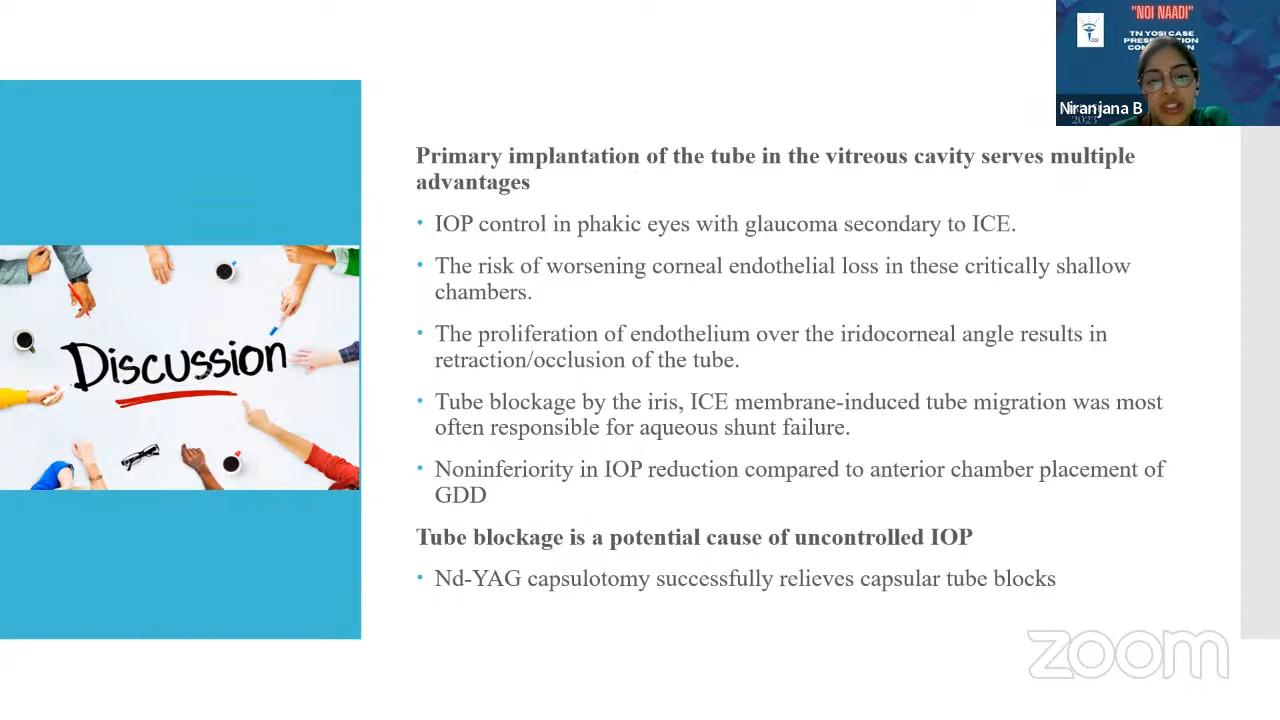 "NOI NAADI"
TN YOSI CASE
Niranjana B
2023
Primary implantation of the tube in the vitreous cavity serves multiple
advantages
• IOP control in phakic eyes with glaucoma secondary to ICE.
• The risk of worsening corneal endothelial loss in these critically shallow
chambers.
• The proliferation of endothelium over the iridocorneal angle results in
retraction/occlusion of the tube.
• Tube blockage by the iris, ICE membrane-induced tube migration was most
often responsible for aqueous shunt failure.
• Noninferiority in IOP reduction compared to anterior chamber placement of
GDD
Tube blockage is a potential cause of uncontrolled IOP
• Nd-YAG capsulotomy successfully relieves capsular tube blocks
Discussion
zoom